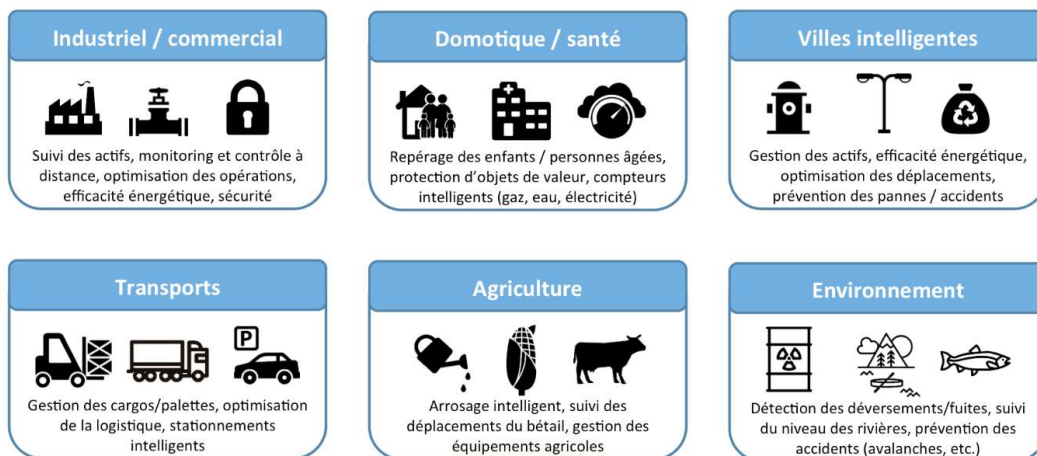 Industriel / commercial
Suivi des actifs, monitoring et contrôle à
distance, optimisation des opérations,
efficacité énergétique, sécurité
Domotique / santé
Repérage des enfants / personnes âgées,
protection d'objets de valeur, compteurs
intelligents (gaz, eau, électricité)
Villes intelligentes
Gestion des actifs, efficacité énergétique,
optimisation des déplacements,
prévention des pannes / accidents
Transports
P
Gestion des cargos/palettes, optimisation
de la logistique, stationnements
intelligents
Agriculture
Arrosage intelligent, suivi des
déplacements du bétail, gestion des
équipements agricoles
Environnement
Détection des déversements/fuites, suivi
du niveau des rivières, prévention des
accidents (avalanches, etc.)